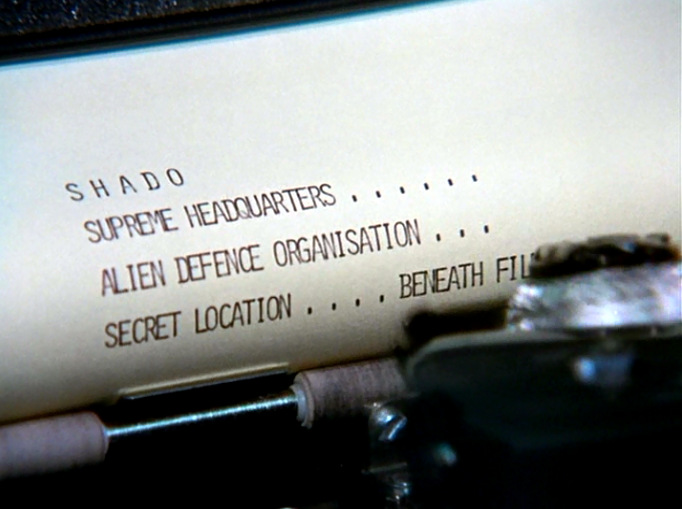 S H A D O
SUPREME HEADQUARTERS . . . . . .
ALIEN DEFENCE ORGANISATION . . .
SECRET LOCATION . . . . BENEATH